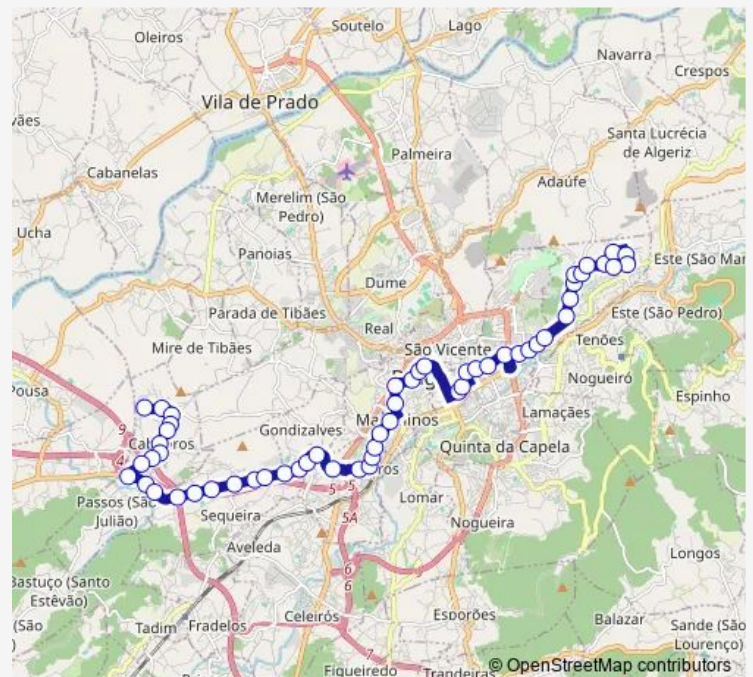 Oleiros
Soutelo
Lago
Navarra
Crespos
Vila de Prado
Santa Lucrécia
de Algeriz
Palmeira
Cabanelas
Adaúfe
Merelim (São
Pedro)
Ucha
Panoias
Este (São Mar
Dume
Parada de Tibães
Este (São Pedro)
Real
Mire de Tibães
São Vicente
Tenões
Nogueiró
Pousa
Espinho
Lamaçães
9
Gondizalves
Quinta da Capela
4
5
5
Passos (São
Julião)
Lomar
Sequeira
5A
Nogueira
Aveleda
Longos
Bastuço (Santo
Estêvão)
6
6
(São
Tadim
Fradelos
Celeirós
Esporões
Balazar
Sande (São
Lourenço)
7
Figueiredo
Trandeiras
© OpenStreetMap contributors